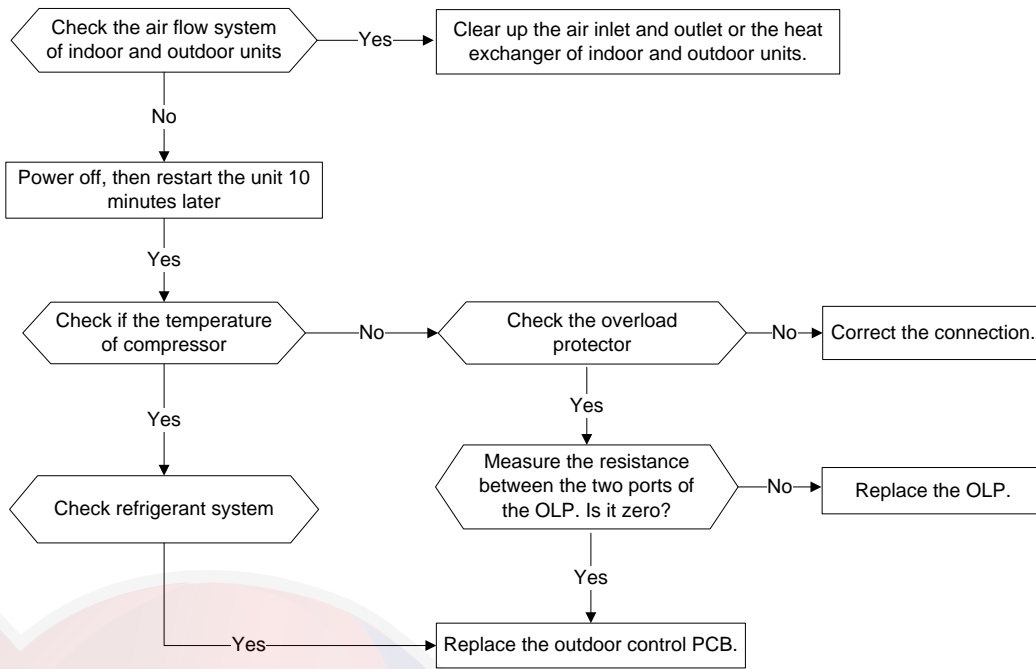 Check the air flow system
of indoor and outdoor units
Yes
Clear up the air inlet and outlet or the heat
exchanger of indoor and outdoor units.
No
Power off, then restart the unit 10
minutes later
Yes
Check if the temperature
of compressor
No
Check the overload
protector
No
Correct the connection.
Yes
Yes
Check refrigerant system
Measure the resistance
between the two ports of
the OLP. Is it zero?
No
Replace the OLP.
Yes
Yes
Replace the outdoor control PCB.